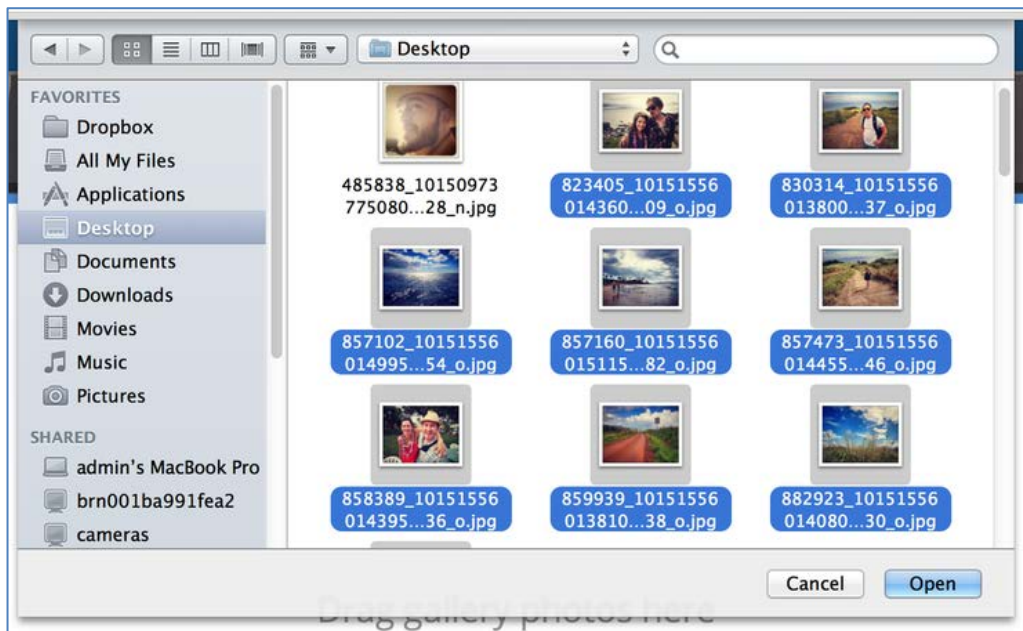 Desktop
FAVORITES
Dropbox
All My Files
Applications
Desktop
Documents
Downloads
Movies
Music
Pictures
SHARED
admin's MacBook Pro
brn001ba991fea2
cameras
485838_10150973
775080...28_n.jpg
823405_10151556
014360...09_o.jpg
830314_10151556
013800...37_o.jpg
857102_10151556
014995...54_o.jpg
857160_10151556
015115...82_o.jpg
857473_10151556
014455...46_o.jpg
858389_10151556
014395...36_o.jpg
859939_10151556
013810...38_o.jpg
882923_10151556
014080...30_o.jpg
Cancel
Open
Drag gallery photos here